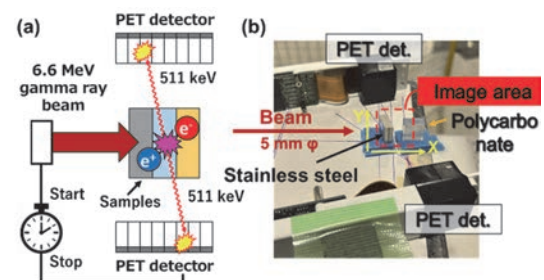 (a)
PET detector
511 keV
6.6 MeV
gamma ray
beam
e-
e+
Samples
511 keV
Start
Stop
PET detector
(b)
PET det.
Image area
Beam
5 mm φ
Y
X
Polycarbo
nate
Stainless steel
PET det.